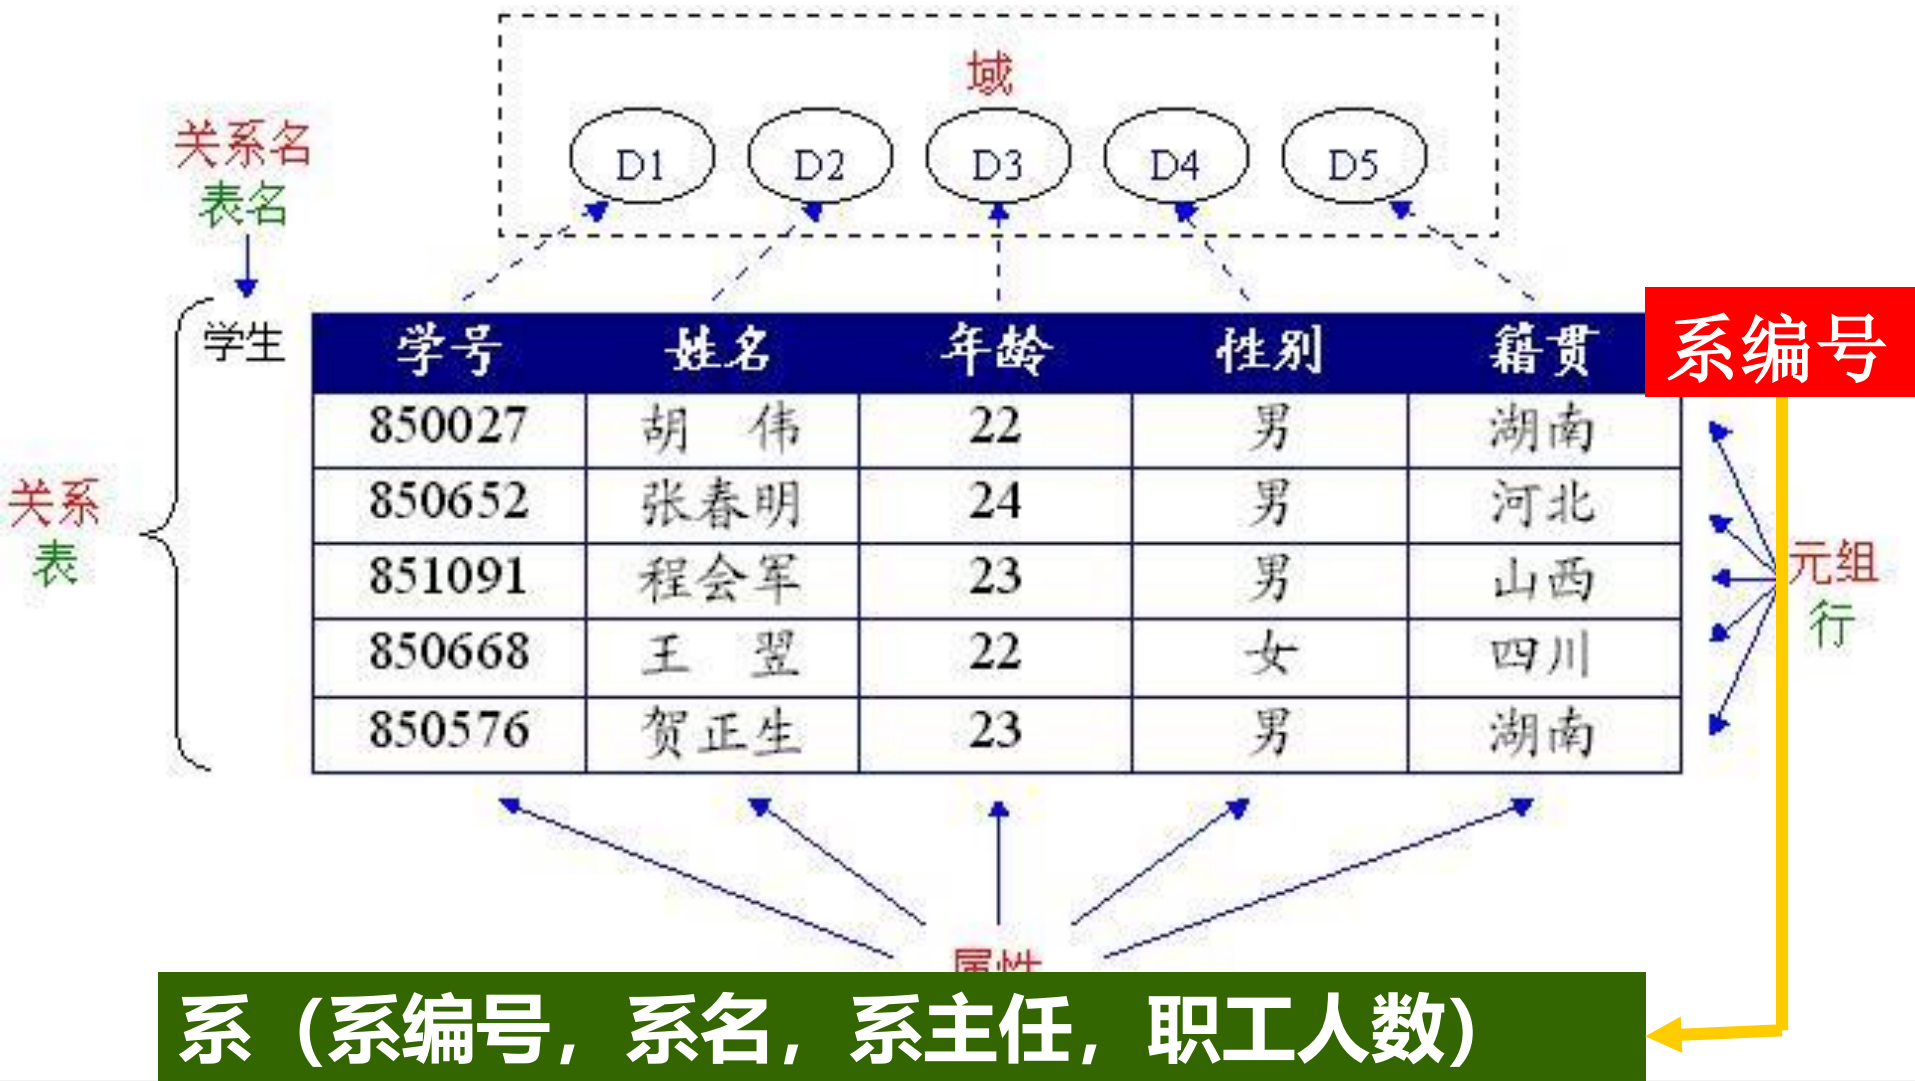 域
D1 D2 D3 D4 D5
关系名
表名
学生
学号 姓名 年龄 性别 籍贯 系编号
850027 胡 伟 22 男 湖南
850652 张春明 24 男 河北
851091 程会军 23 男 山西
850668 王 翌 22 女 四川
850576 贺正生 23 男 湖南
关系
表
元组
行
属性
系（系编号，系名，系主任，职工人数）